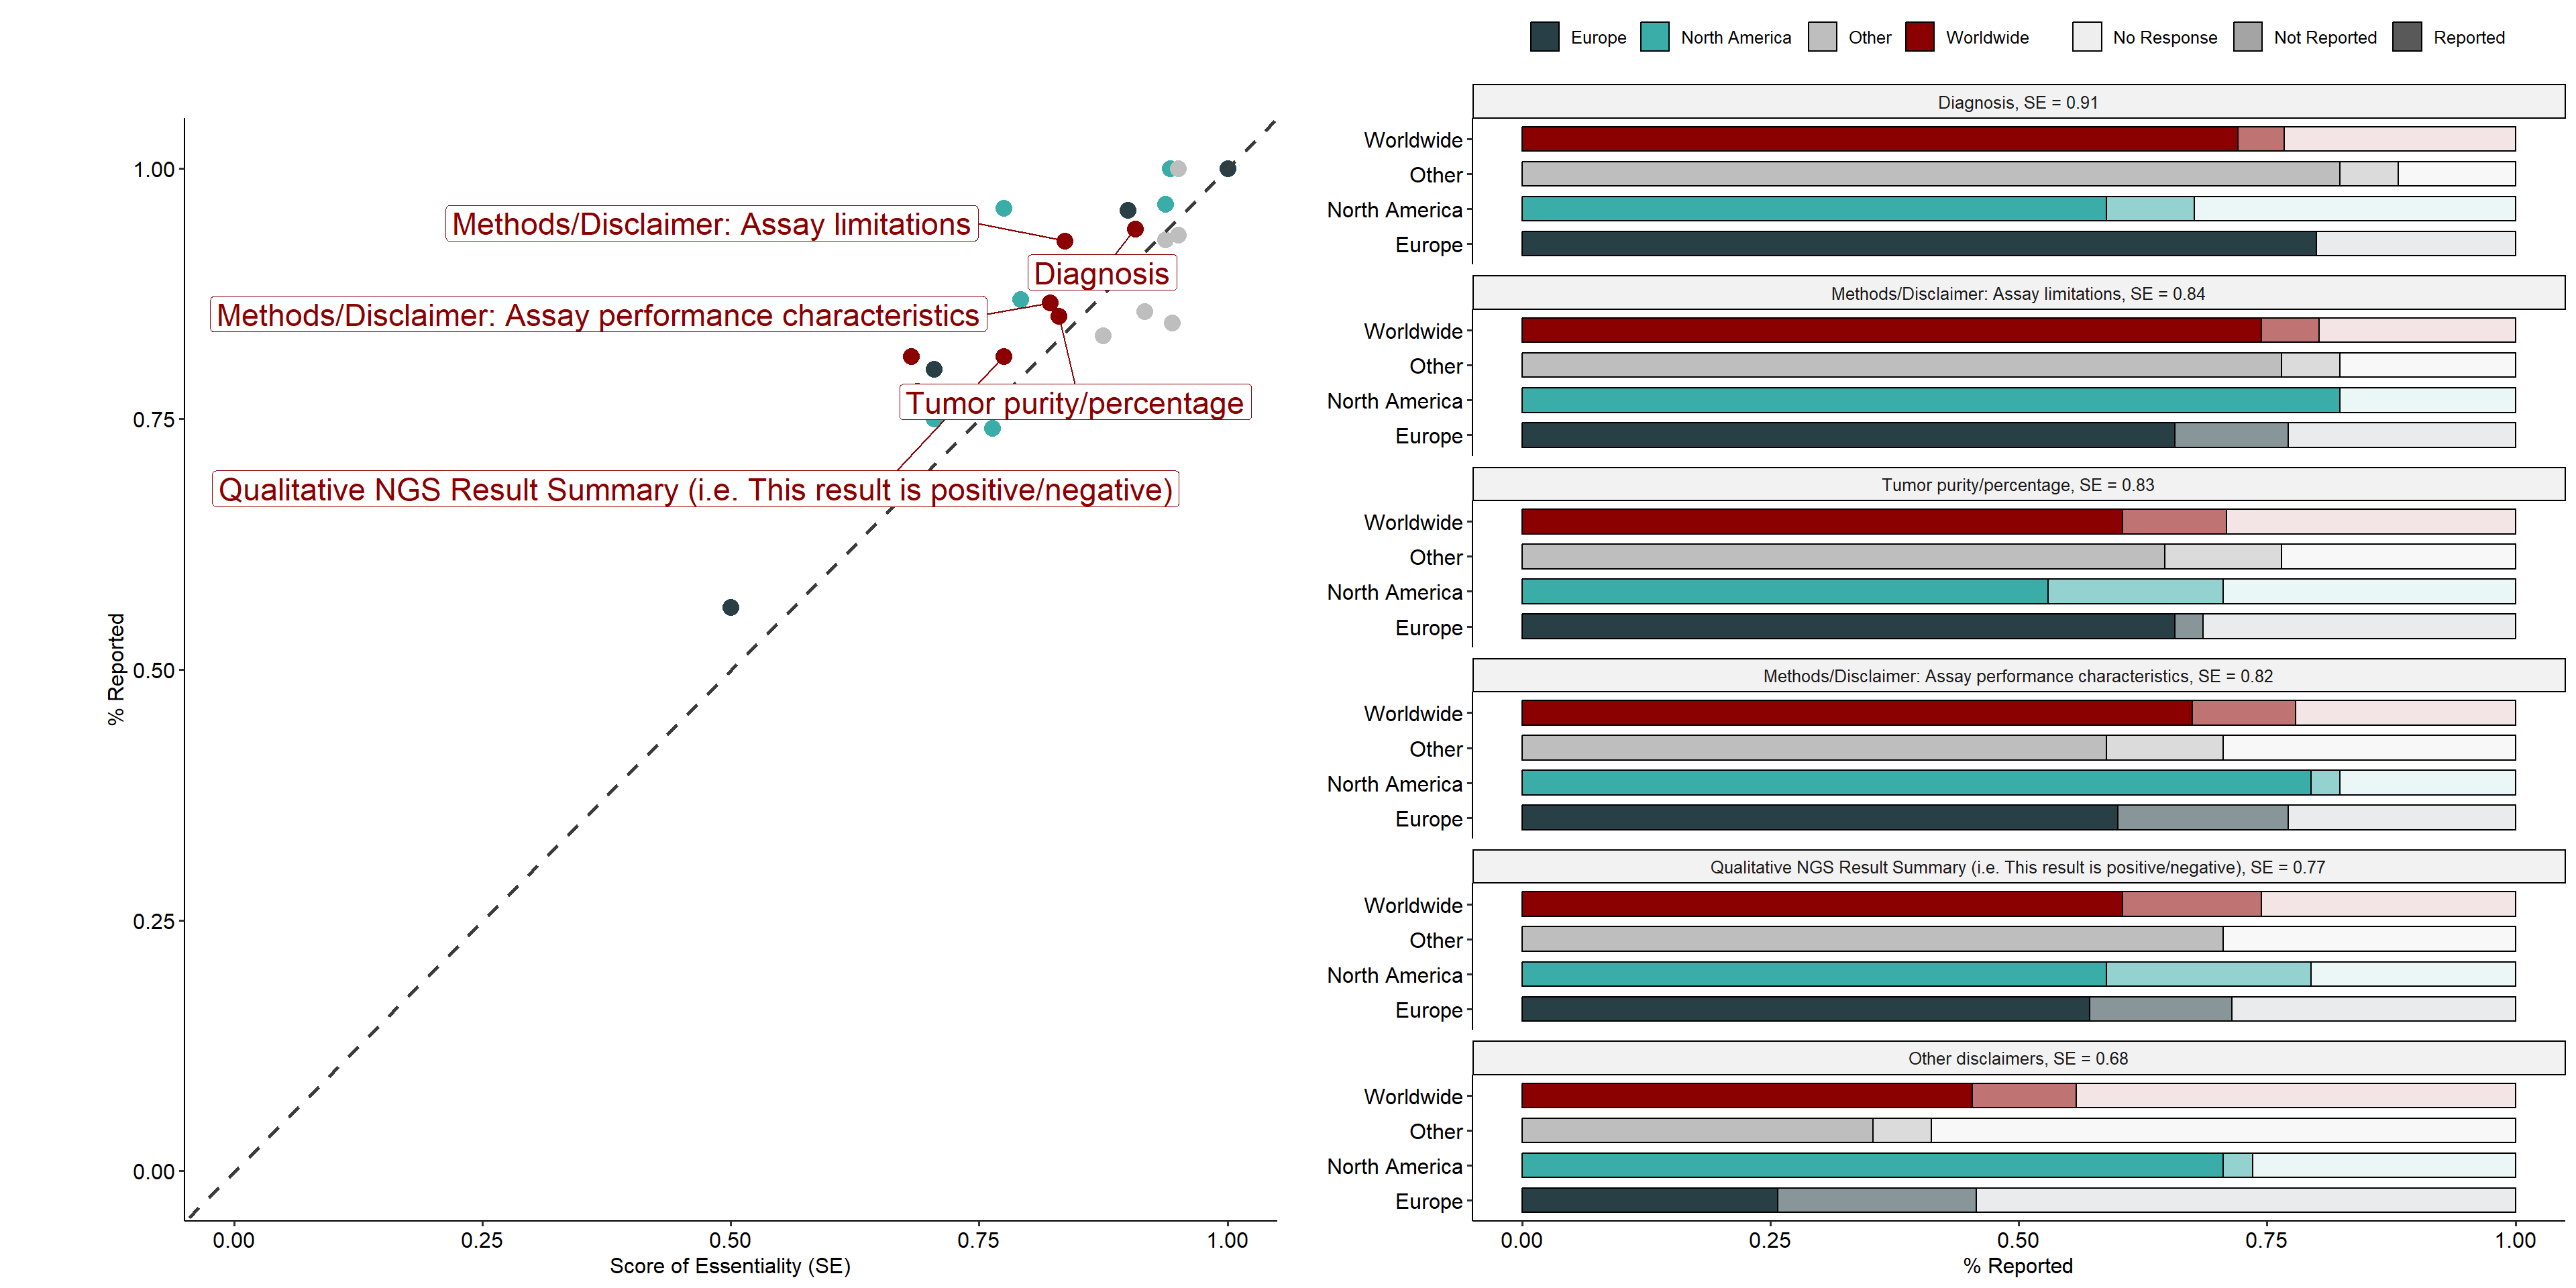 Europe
North America
Other
Worldwide
No Response
Not Reported
Reported
% Reported
1.00
0.75
0.50
0.25
0.00
Methods/Disclaimer: Assay limitations
Diagnosis
Methods/Disclaimer: Assay performance characteristics
Tumor purity/percentage
Qualitative NGS Result Summary (i.e. This result is positive/negative)
0.00
0.25
0.50
0.75
1.00
Score of Essentiality (SE)
Diagnosis, SE = 0.91
Worldwide
Other
North America
Europe
Methods/Disclaimer: Assay limitations, SE = 0.84
Worldwide
Other
North America
Europe
Tumor purity/percentage, SE = 0.83
Worldwide
Other
North America
Europe
Methods/Disclaimer: Assay performance characteristics, SE = 0.82
Worldwide
Other
North America
Europe
Qualitative NGS Result Summary (i.e. This result is positive/negative), SE = 0.77
Worldwide
Other
North America
Europe
Other disclaimers, SE = 0.68
Worldwide
Other
North America
Europe
0.00
0.25
0.50
0.75
1.00
% Reported